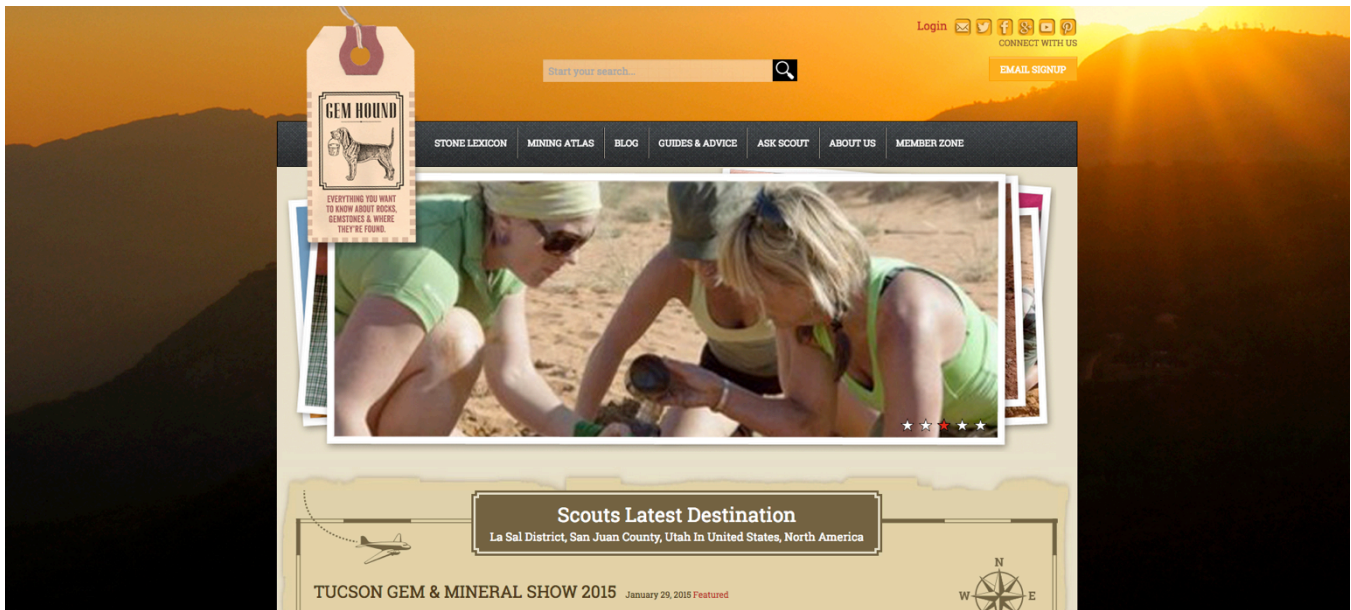 Login
CONNECT WITH US
Start your search...
EMAIL SIGNUP
GEM HOUND
EVERYTHING YOU WANT
TO KNOW ABOUT ROCKS,
GEMSTONES & WHERE
THEY'RE FOUND.
STONE LEXICON MINING ATLAS BLOG GUIDES & ADVICE ASK SCOUT ABOUT US MEMBER ZONE
Scouts Latest Destination
La Sal District, San Juan County, Utah In United States, North America
TUCSON GEM & MINERAL SHOW 2015 January 29, 2015 Featured
N
W E